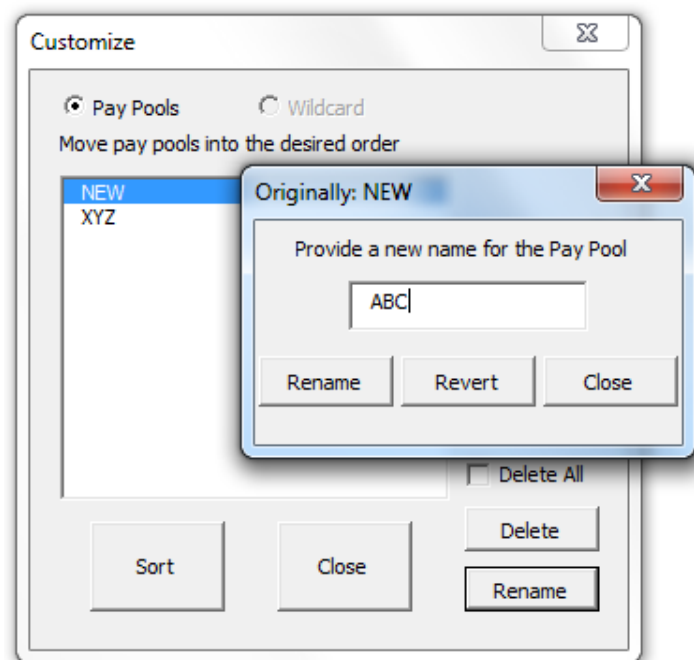 Customize
Pay Pools
Wildcard
Move pay pools into the desired order
NEW
XYZ
Originally: NEW
Provide a new name for the Pay Pool
ABC
Rename
Revert
Close
Delete All
Delete
Sort
Close
Rename